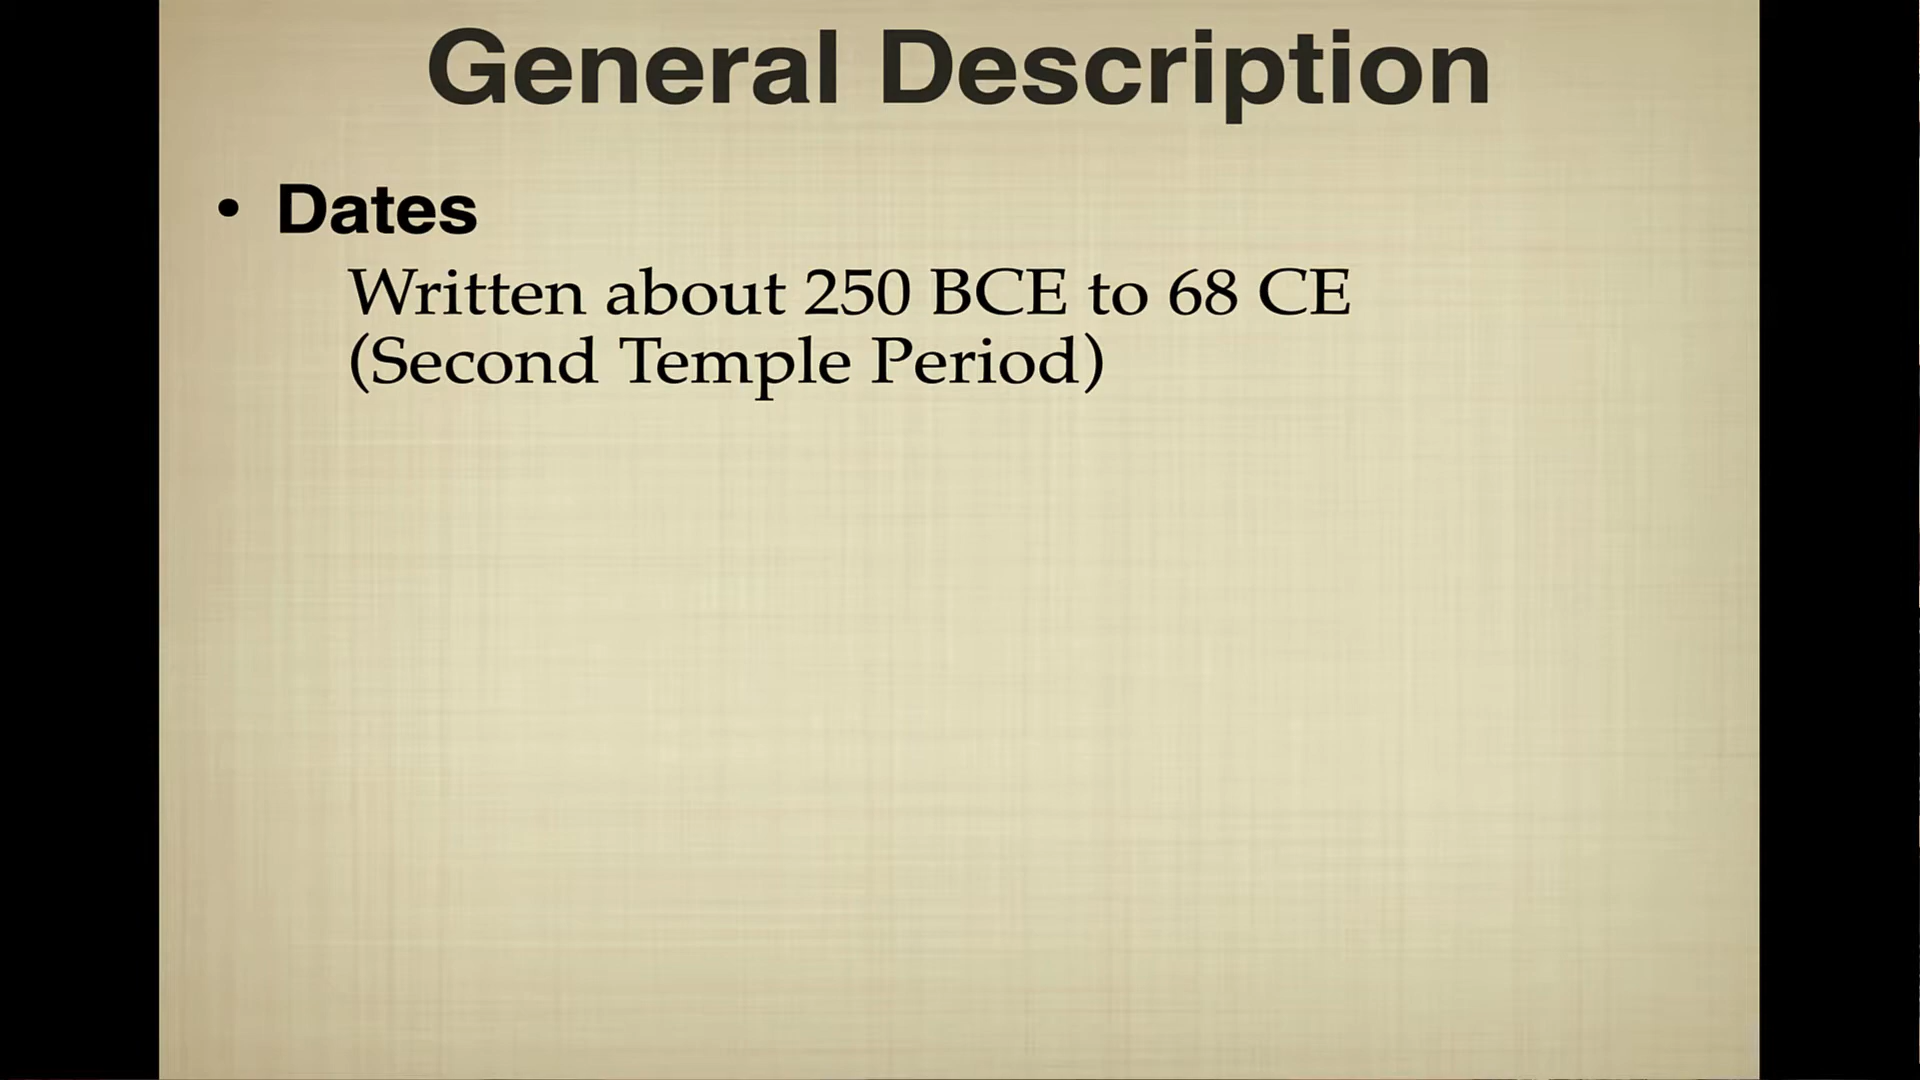 General Description
• Dates
Written about 250 BCE to 68 CE
(Second Temple Period)